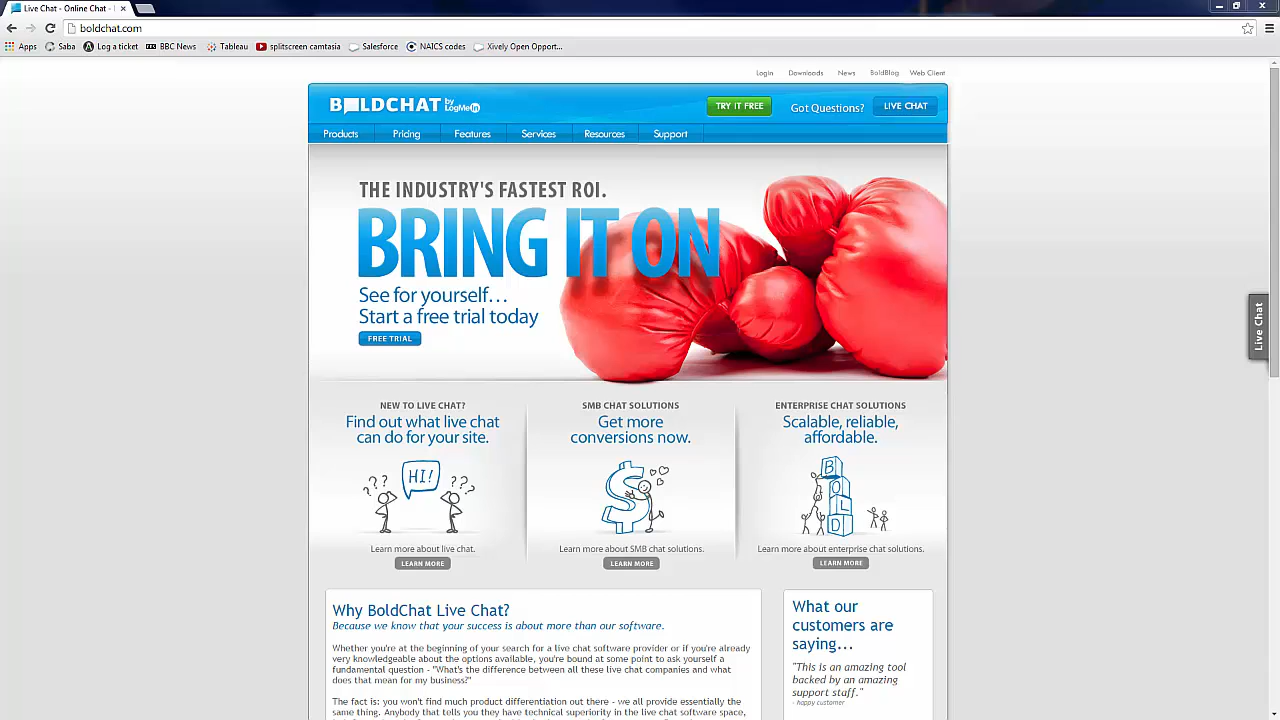 Live Chat - Online Chat - L
boldchat.com
Apps Saba Log a ticket BBC News Tableau splitscreen camtasia Salesforce NAICS codes Xively Open Opport...
Login Downloads News BoldBlog Web Client
BOLDCHAT by LogMeIn
TRY IT FREE Got Questions? LIVE CHAT
Products Pricing Features Services Resources Support
THE INDUSTRY'S FASTEST ROI.
BRING IT ON
See for yourself...
Start a free trial today
FREE TRIAL
Live Chat
NEW TO LIVE CHAT?
Find out what live chat
can do for your site.
HI!
Learn more about live chat.
LEARN MORE
SMB CHAT SOLUTIONS
Get more
conversions now.
$
Learn more about SMB chat solutions.
LEARN MORE
ENTERPRISE CHAT SOLUTIONS
Scalable, reliable,
affordable.
B
O
L
D
Learn more about enterprise chat solutions.
LEARN MORE
Why BoldChat Live Chat?
Because we know that your success is about more than our software.
Whether you're at the beginning of your search for a live chat software provider or if you're already
very knowledgeable about the options available, you're bound at some point to ask yourself a
fundamental question - "What's the difference between all these live chat companies and what
does that mean for my business?"
The fact is: you won't find much product differentiation out there - we all provide essentially the
same thing. Anybody that tells you they have technical superiority in the live chat software space,
What our
customers are
saying...
"This is an amazing tool
backed by an amazing
support staff."
- happy customer